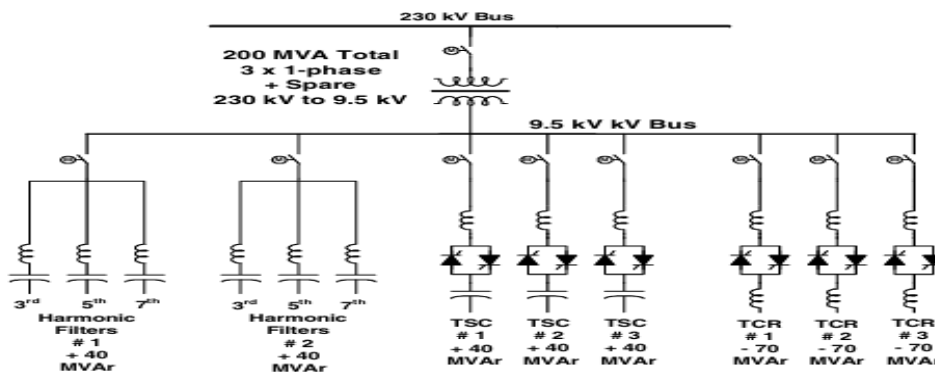 230 kV Bus
200 MVA Total
3 x 1-phase
+ Spare
230 kV to 9.5 kV
9.5 kV kV Bus
3rd 5th 7th
Harmonic
Filters
# 1
+ 40
MVAr
3rd 5th 7th
Harmonic
Filters
# 2
+ 40
MVAr
TSC
# 1
+ 40
MVAr
TSC
# 2
+ 40
MVAr
TSC
# 3
+ 40
MVAr
TCR
# 1
- 70
MVAr
TCR
# 2
- 70
MVAr
TCR
# 3
- 70
MVAr